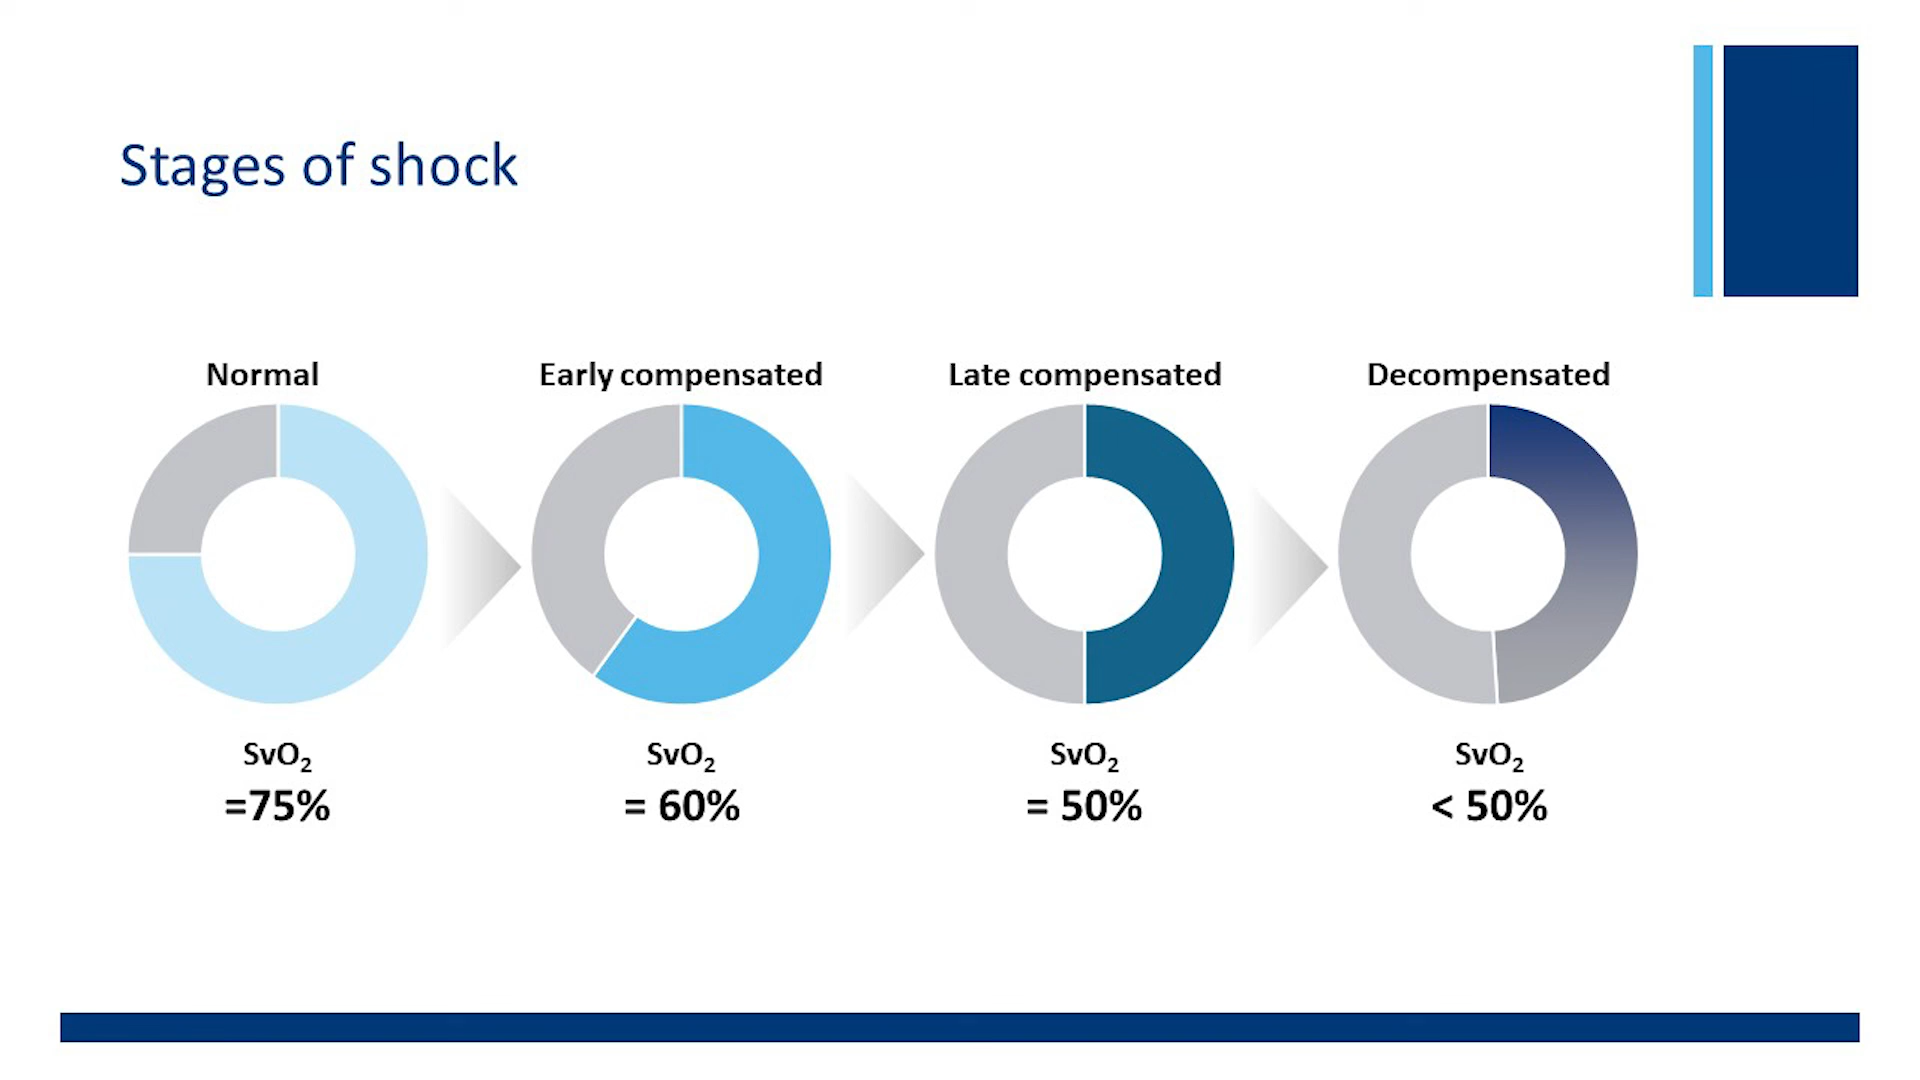 Stages of shock
Normal
Early compensated
Late compensated
Decompensated
SvO₂
=75%
SvO₂
= 60%
SvO₂
= 50%
SvO₂
< 50%